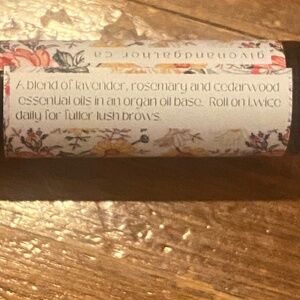 givenandgather.ca
A blend of lavender, rosemary and cedarwood
essential oils in an organ oil base. Roll on twice
daily for fuller lush brows.